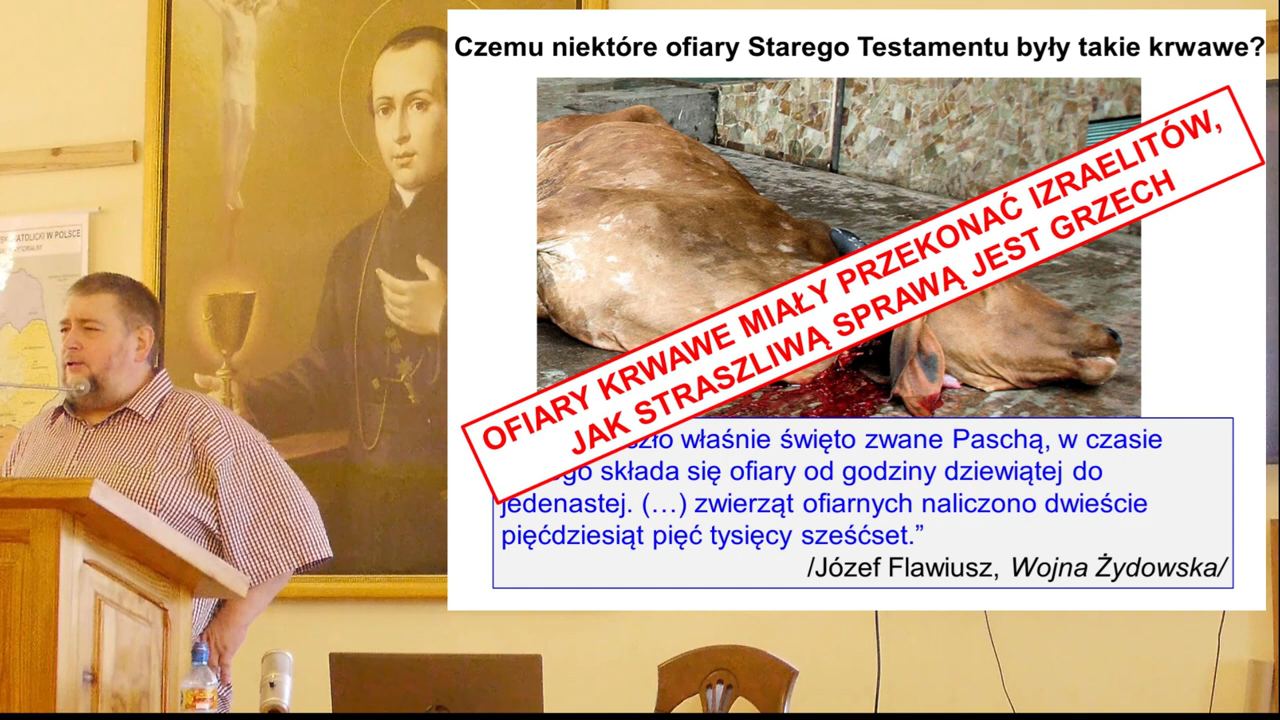 Czemu niektóre ofiary Starego Testamentu były takie krwawe?
OFIARY KRWAWE MIAŁY PRZEKONAĆ IZRAELITÓW,
JAK STRASZLIWĄ SPRAWĄ JEST GRZECH
właśnie święto zwane Paschą, w czasie
składa się ofiary od godziny dziewiątej do
jedenastej. (…) zwierząt ofiarnych naliczono dwieście
pięćdziesiąt pięć tysięcy sześćset.”
/Józef Flawiusz, Wojna Żydowska/
W POLSCE